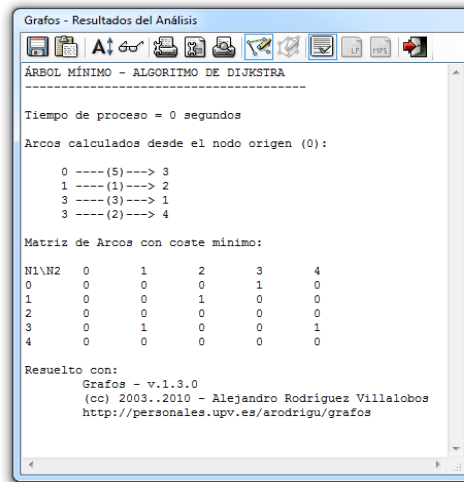 Grafos - Resultados del Análisis
A
LP
MPS
ÁRBOL MÍNIMO - ALGORITMO DE DIJKSTRA
---------------------------------------
Tiempo de proceso = 0 segundos
Arcos calculados desde el nodo origen (0):
0 ----(5)---> 3
1 ----(1)---> 2
3 ----(3)---> 1
3 ----(2)---> 4
Matriz de Arcos con coste mínimo:
N1\N2 0 1 2 3 4
0 0 0 0 1 0
1 0 0 1 0 0
2 0 0 0 0 0
3 0 1 0 0 1
4 0 0 0 0 0
Resuelto con:
Grafos - v.1.3.0
(cc) 2003..2010 - Alejandro Rodríguez Villalobos
http://personales.upv.es/arodrigu/grafos